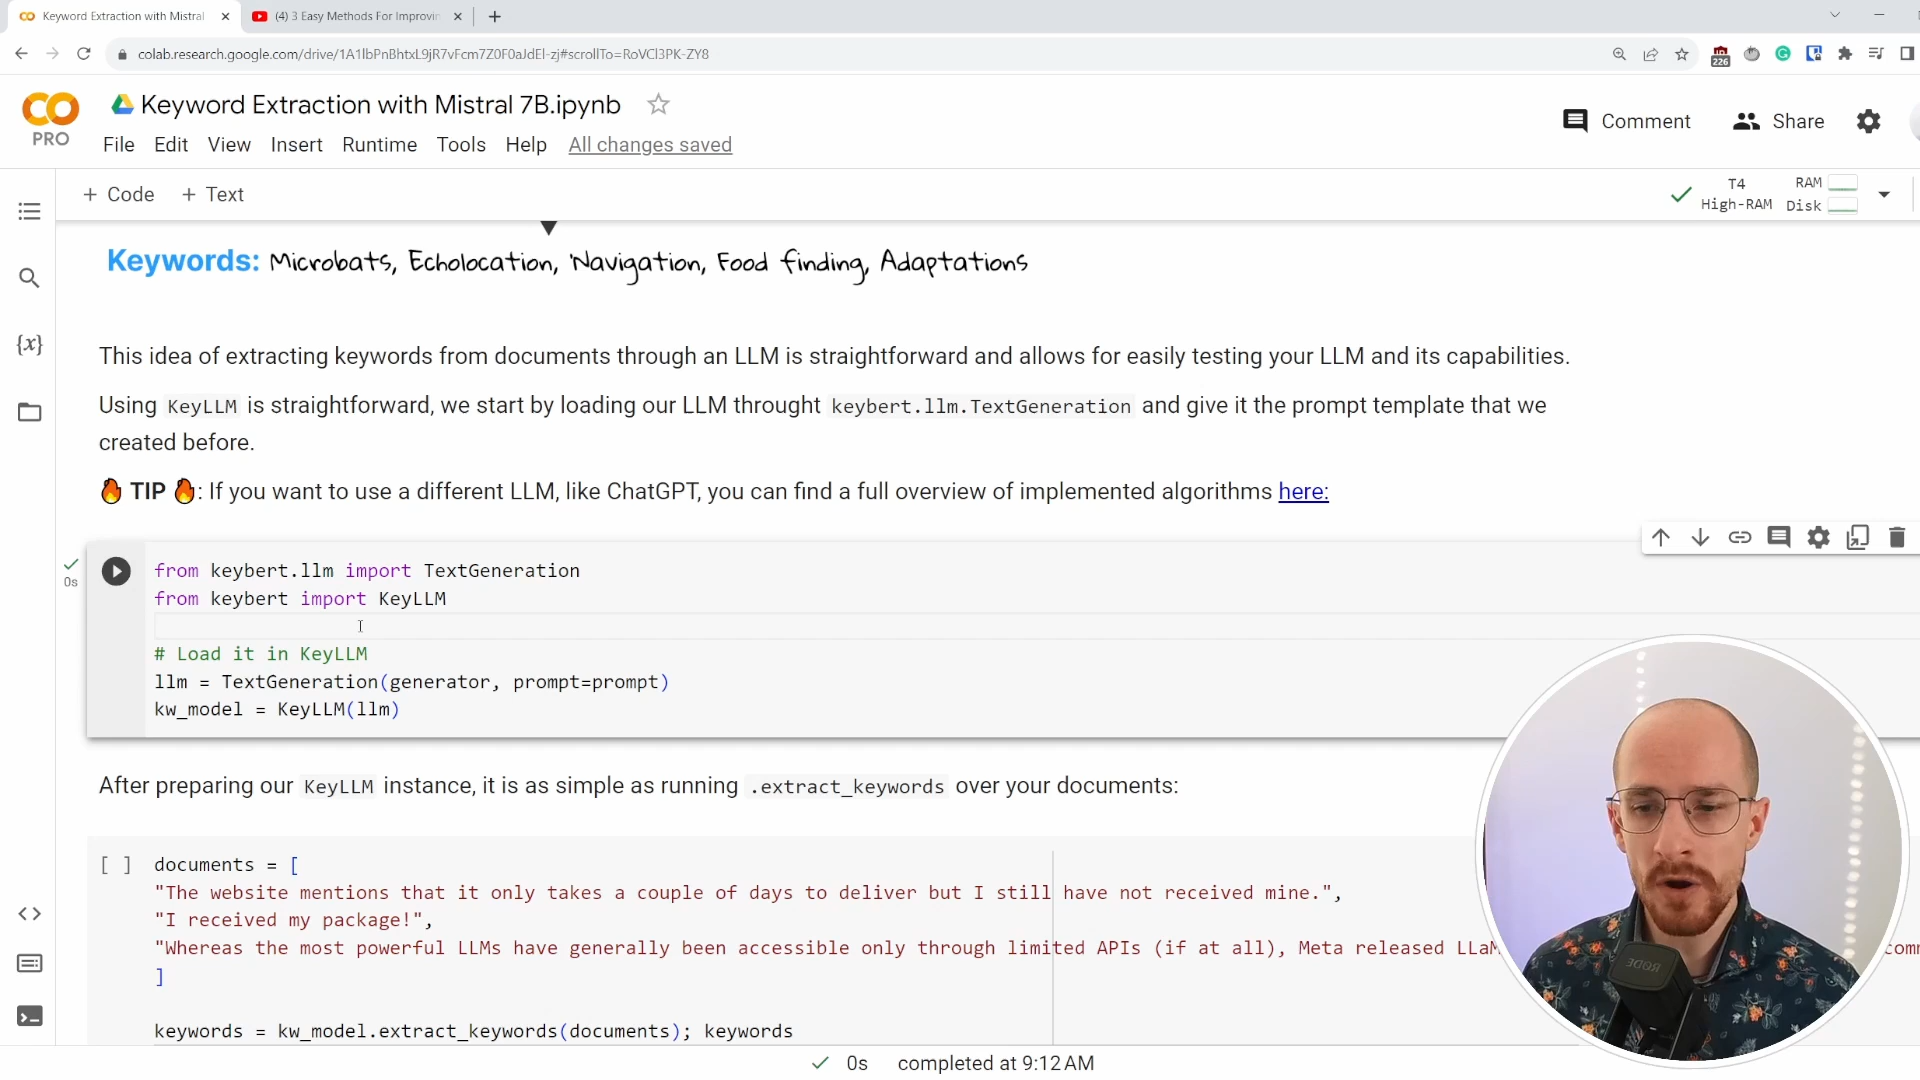 Keyword Extraction with Mistral
(4) 3 Easy Methods For Improvin
colab.research.google.com/drive/1A1lbPnBhtxL9jR7vFcm7Z0F0aJdEl-zj#scrollTo=RoVCl3PK-ZY8
226
PRO
Keyword Extraction with Mistral 7B.ipynb
Comment
Share
File Edit View Insert Runtime Tools Help All changes saved
+ Code + Text
T4
High-RAM
RAM
Disk
Keywords: Microbats, Echolocation, 'Navigation, Food finding, Adaptations
This idea of extracting keywords from documents through an LLM is straightforward and allows for easily testing your LLM and its capabilities.
Using KeyLLM is straightforward, we start by loading our LLM throught keybert.llm.TextGeneration and give it the prompt template that we
created before.
🔥 TIP 🔥: If you want to use a different LLM, like ChatGPT, you can find a full overview of implemented algorithms here:
0s
from keybert.llm import TextGeneration
from keybert import KeyLLM
# Load it in KeyLLM
llm = TextGeneration(generator, prompt=prompt)
kw_model = KeyLLM(llm)
After preparing our KeyLLM instance, it is as simple as running .extract_keywords over your documents:
[ ] documents = [
"The website mentions that it only takes a couple of days to deliver but I still have not received mine.",
"I received my package!",
"Whereas the most powerful LLMs have generally been accessible only through limited APIs (if at all), Meta released LLaM
]
keywords = kw_model.extract_keywords(documents); keywords
0s completed at 9:12 AM
RODE